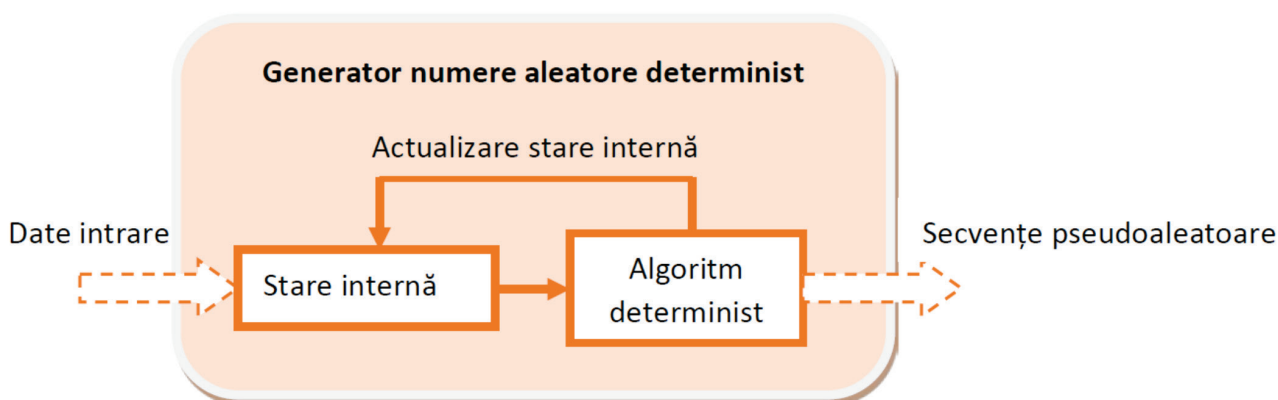 Generator numere aleatore determinist
Actualizare stare internă
Date intrare
Stare internă
Algoritm
determinist
Secvențe pseudoaleatoare